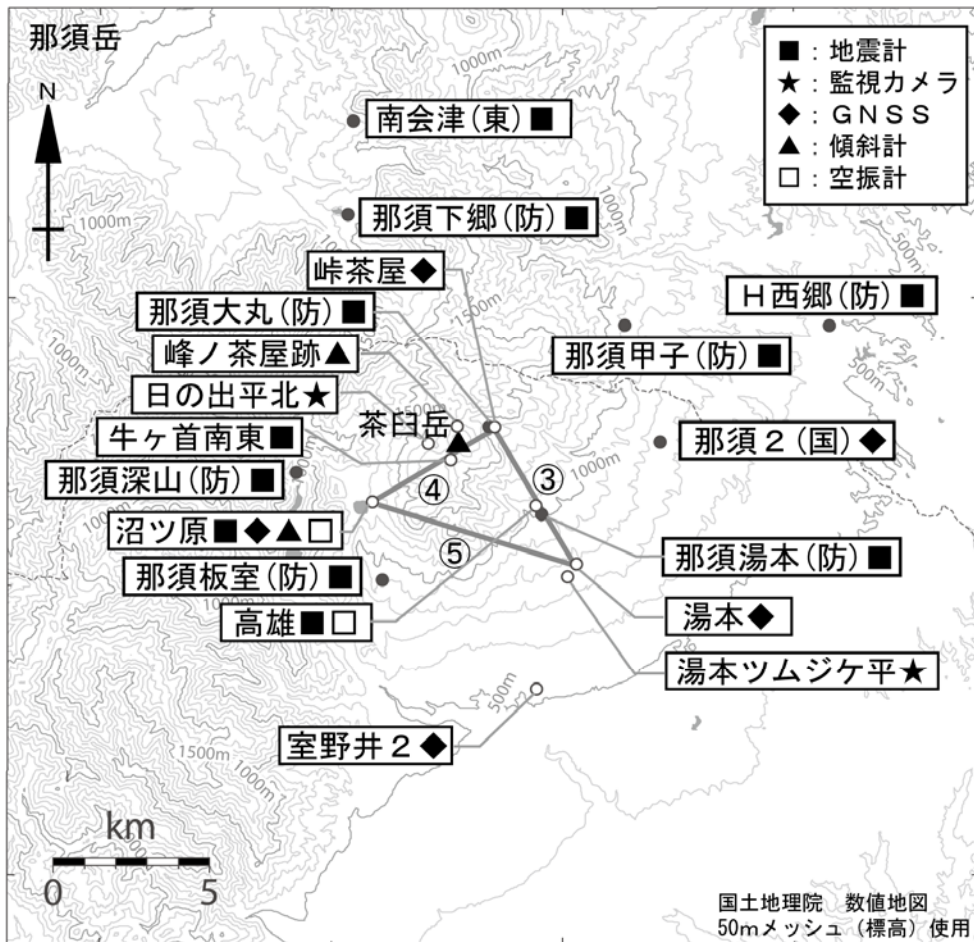 那須岳
N
■：地震計
★：監視カメラ
◆：ＧＮＳＳ
▲：傾斜計
□：空振計
1000m
南会津(東)■
1000m
那須下郷(防)■
500m
峠茶屋◆
1500m
Ｈ西郷(防)■
那須大丸(防)■
那須甲子(防)■
500m
峰ノ茶屋跡▲
日の出平北★
茶臼岳
牛ヶ首南東■
那須２(国)◆
1000m
那須深山(防)■
③
④
沼ツ原■◆▲□
⑤
那須湯本(防)■
那須板室(防)■
1000m
高雄■□
湯本◆
湯本ツムジケ平★
500m
室野井２◆
1500m
1000m
km
0 5
国土地理院　数値地図
50mメッシュ（標高）使用